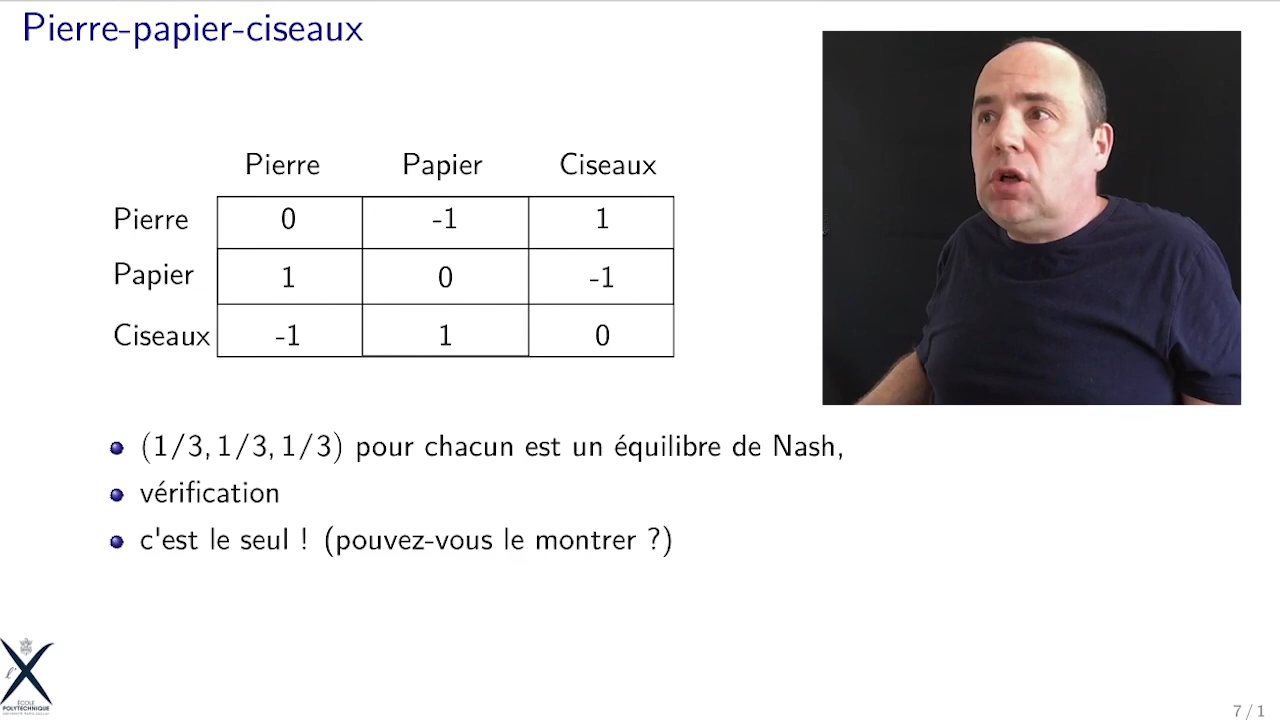 Pierre-papier-ciseaux
Pierre Papier Ciseaux
Pierre 0 -1 1
Papier 1 0 -1
Ciseaux -1 1 0
(1/3, 1/3, 1/3) pour chacun est un équilibre de Nash,
vérification
c'est le seul ! (pouvez-vous le montrer ?)
ÉCOLE
POLYTECHNIQUE
7 / 1